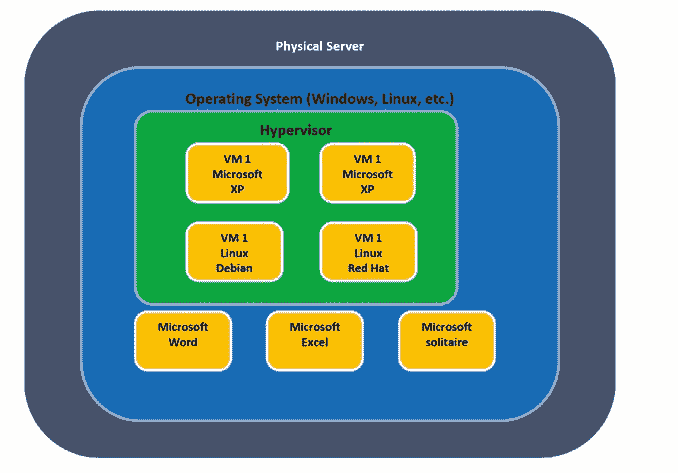 Physical Server
Operating System (Windows, Linux, etc.)
Hypervisor
VM 1
Microsoft
XP
VM 1
Microsoft
XP
VM 1
Linux
Debian
VM 1
Linux
Red Hat
Microsoft
Word
Microsoft
Excel
Microsoft
solitaire